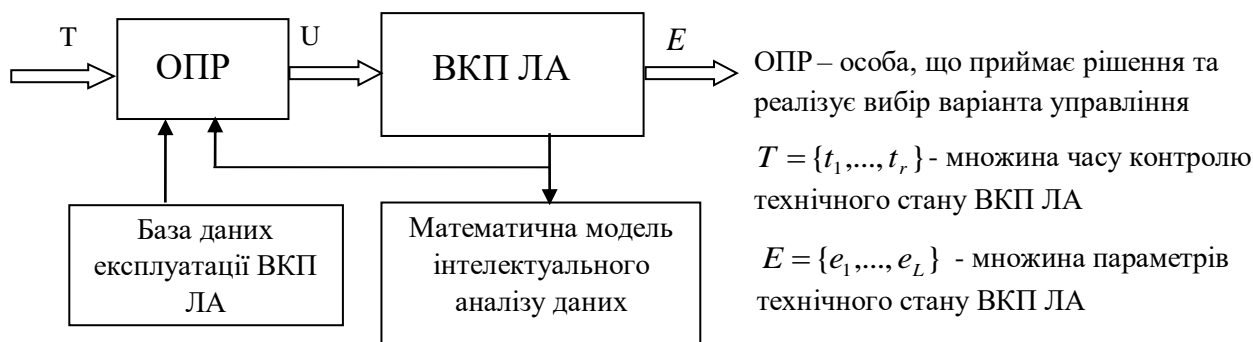 T
ОПР
U
ВКП ЛА
E
База даних
експлуатації ВКП
ЛА
Математична модель
інтелектуального
аналізу даних
ОПР – особа, що приймає рішення та
реалізує вибір варіанта управління
T = {t₁,..., tᵣ} - множина часу контролю
технічного стану ВКП ЛА
E = {e₁,..., e_L} - множина параметрів
технічного стану ВКП ЛА